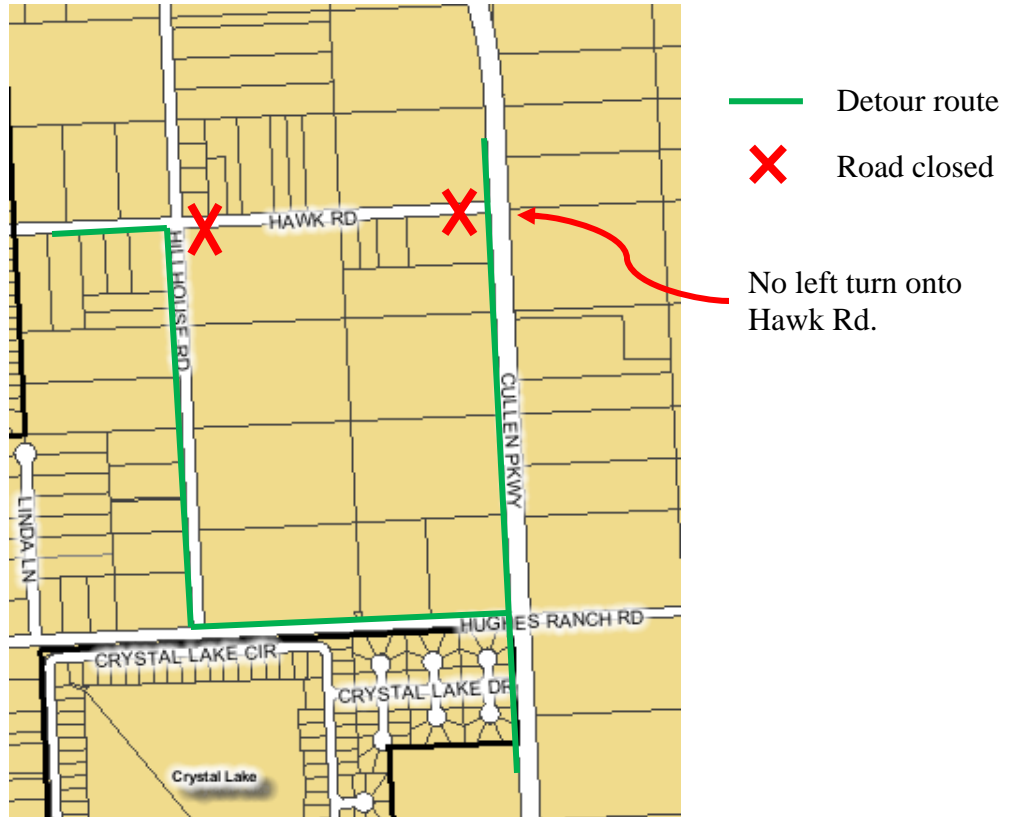 Detour route
Road closed
HAWK RD
No left turn onto
Hawk Rd.
HILLHOUSE RD
CULLEN PKWY
LINDA LN
HUGHES RANCH RD
CRYSTAL LAKE CIR
CRYSTAL LAKE DR
Crystal Lake